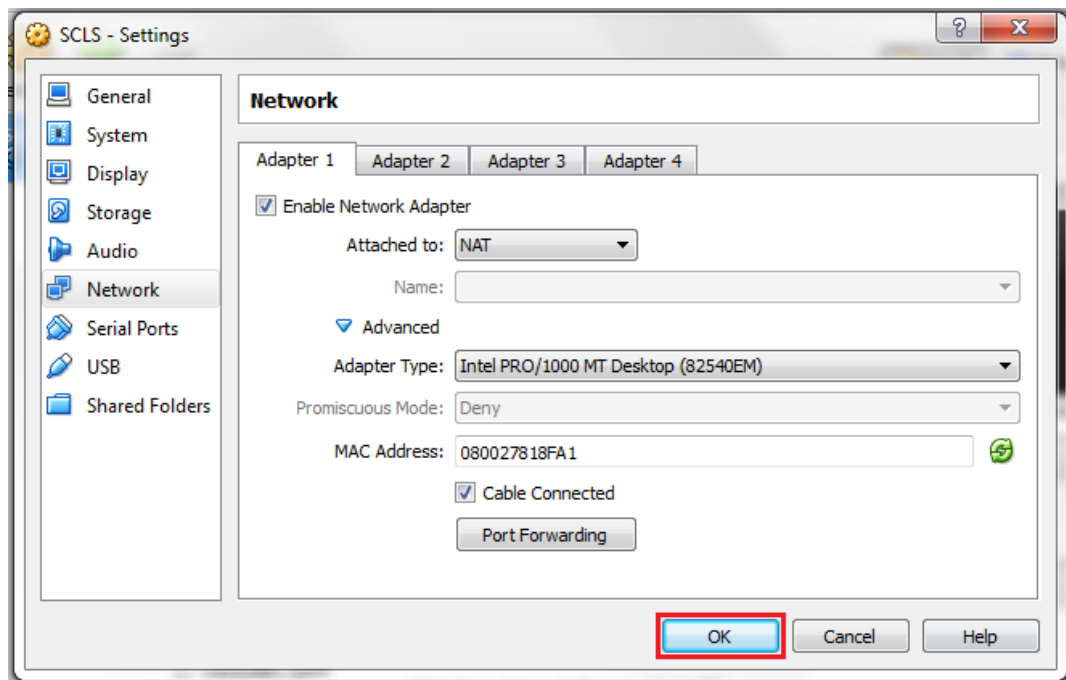 SCLS - Settings
General
System
Display
Storage
Audio
Network
Serial Ports
USB
Shared Folders
Network
Adapter 1 Adapter 2 Adapter 3 Adapter 4
Enable Network Adapter
Attached to: NAT
Name:
Advanced
Adapter Type: Intel PRO/1000 MT Desktop (82540EM)
Promiscuous Mode: Deny
MAC Address: 080027818FA1
Cable Connected
Port Forwarding
OK Cancel Help